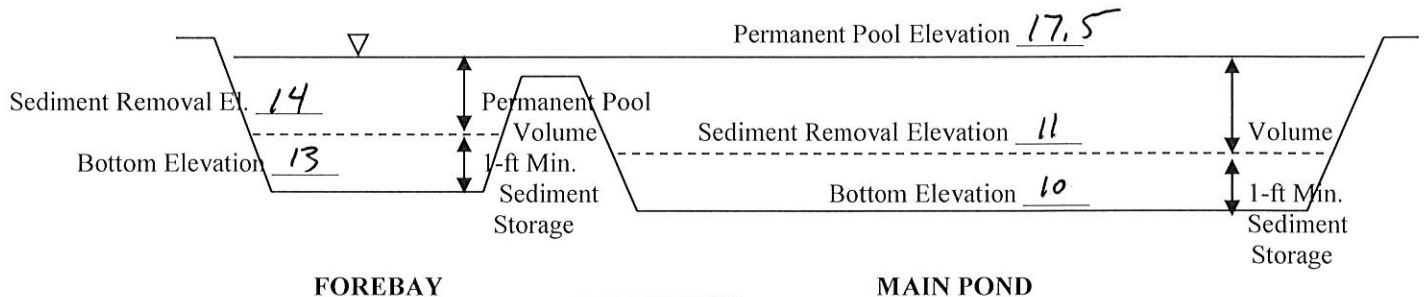 Permanent Pool Elevation 17.5
Sediment Removal El. 14
Permanent Pool
Volume
Sediment Removal Elevation 11
Volume
Bottom Elevation 13
1-ft Min.
Sediment
Storage
Bottom Elevation 10
1-ft Min.
Sediment
Storage
FOREBAY
MAIN POND